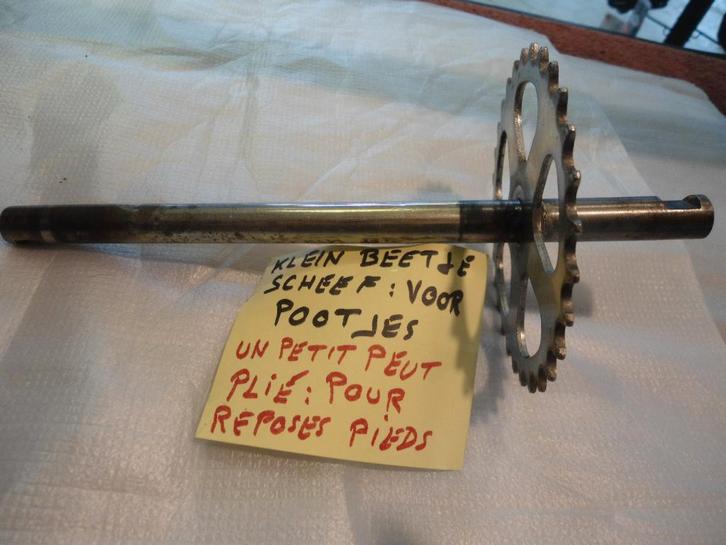 KLEIN BEETJE
SCHEEF: VOOR
POOTJES
UN PETIT PEUT
PLIÉ: POUR
REPOSES PIEDS